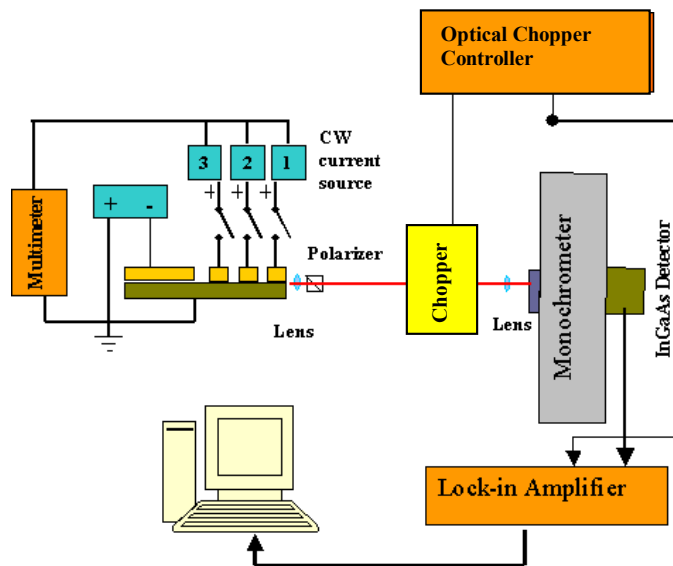 Optical Chopper
Controller
CW
current
source
3
2
1
+
+
+
+
-
Multimeter
Polarizer
Chopper
Lens
Lens
Monochrometer
InGaAs Detector
Lock-in Amplifier